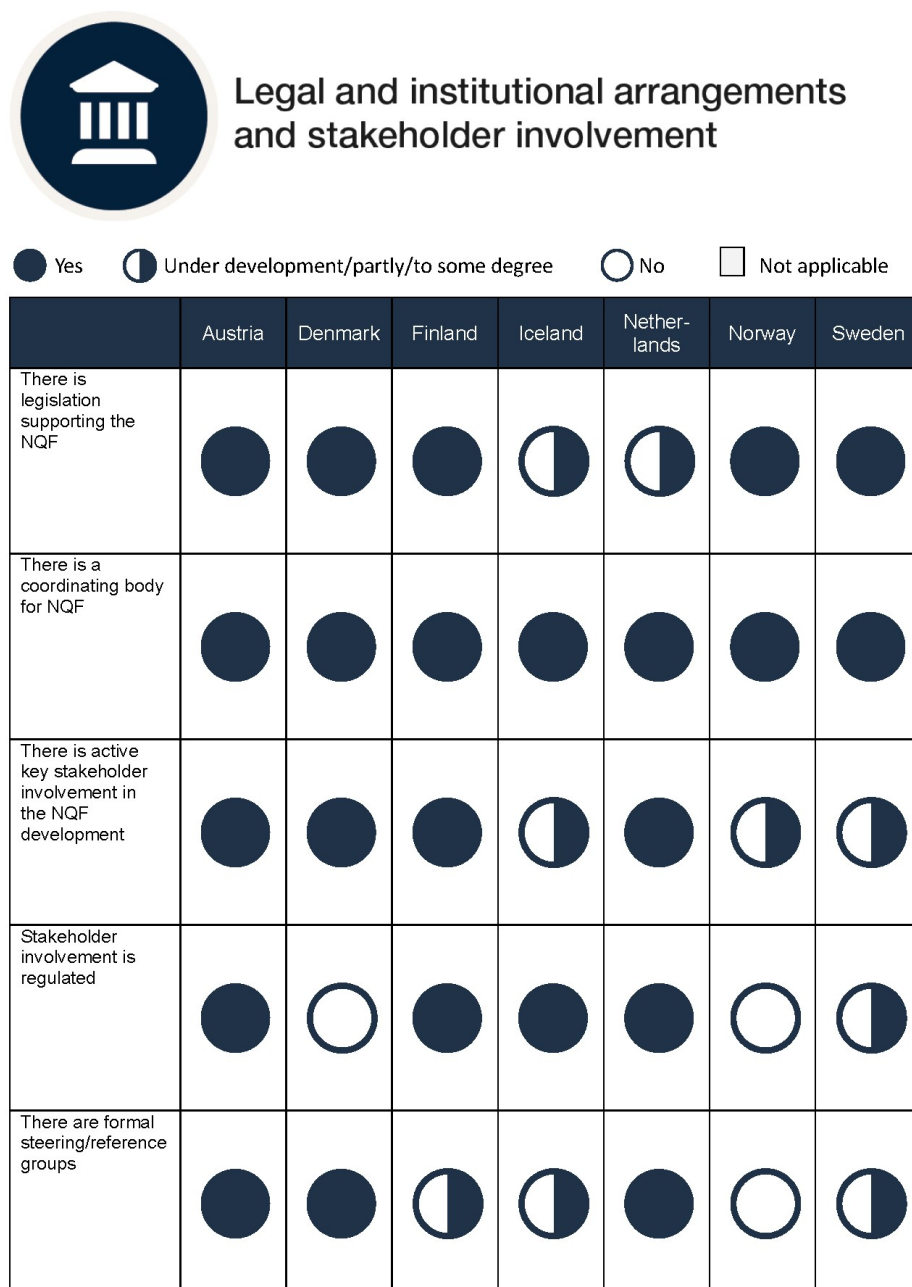 Legal and institutional arrangements
and stakeholder involvement
Yes Under development/partly/to some degree No Not applicable
Austria Denmark Finland Iceland Nether- Norway Sweden
lands
There is
legislation
supporting the
NQF
There is a
coordinating body
for NQF
There is active
key stakeholder
involvement in
the NQF
development
Stakeholder
involvement is
regulated
There are formal
steering/reference
groups